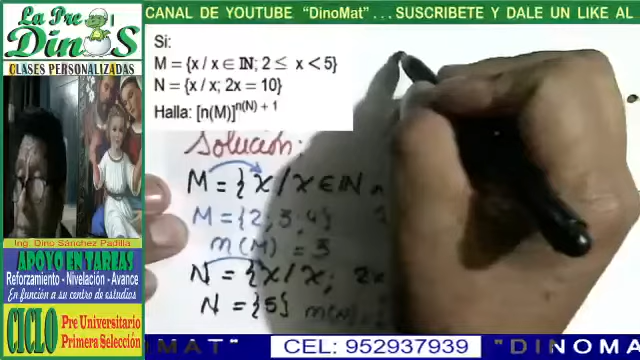 La Pre
DinoS
CLASES PERSONALIZADAS
CANAL DE YOUTUBE "DinoMat"...SUSCRIBETE Y DALE UN LIKE AL
Si:
M = {x / x ∈ ℕ; 2 ≤ x < 5}
N = {x / x; 2x = 10}
Halla: [n(M)]^{n(N) + 1}
Solución:
M = { x / x ∈ ℕ
M = {2; 3; 4}
n(M) = 3
N = {x / x; 2x
N = {5} n(N) =
Ing. Dino Sánchez Padilla
APOYO EN TAREAS
Reforzamiento - Nivelación - Avance
En función a su centro de estudios
CICLO Pre Universitario
Primera Selección
MAT" CEL: 952937939 "DINOMA